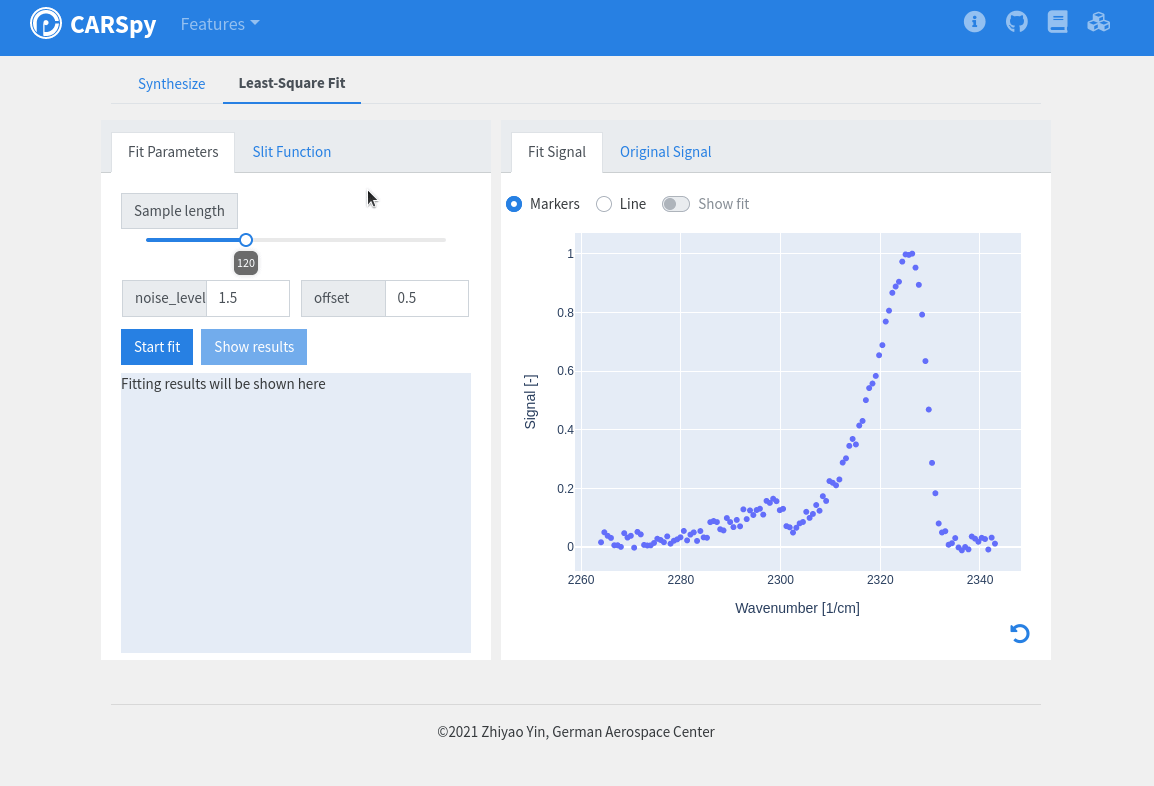 CARSpy Features
Synthesize Least-Square Fit
Fit Parameters Slit Function
Sample length
120
noise_level 1.5 offset 0.5
Start fit Show results
Fitting results will be shown here
Fit Signal Original Signal
Markers Line Show fit
1
0.8
0.6
0.4
0.2
0
Signal [-]
2260 2280 2300 2320 2340
Wavenumber [1/cm]
©2021 Zhiyao Yin, German Aerospace Center